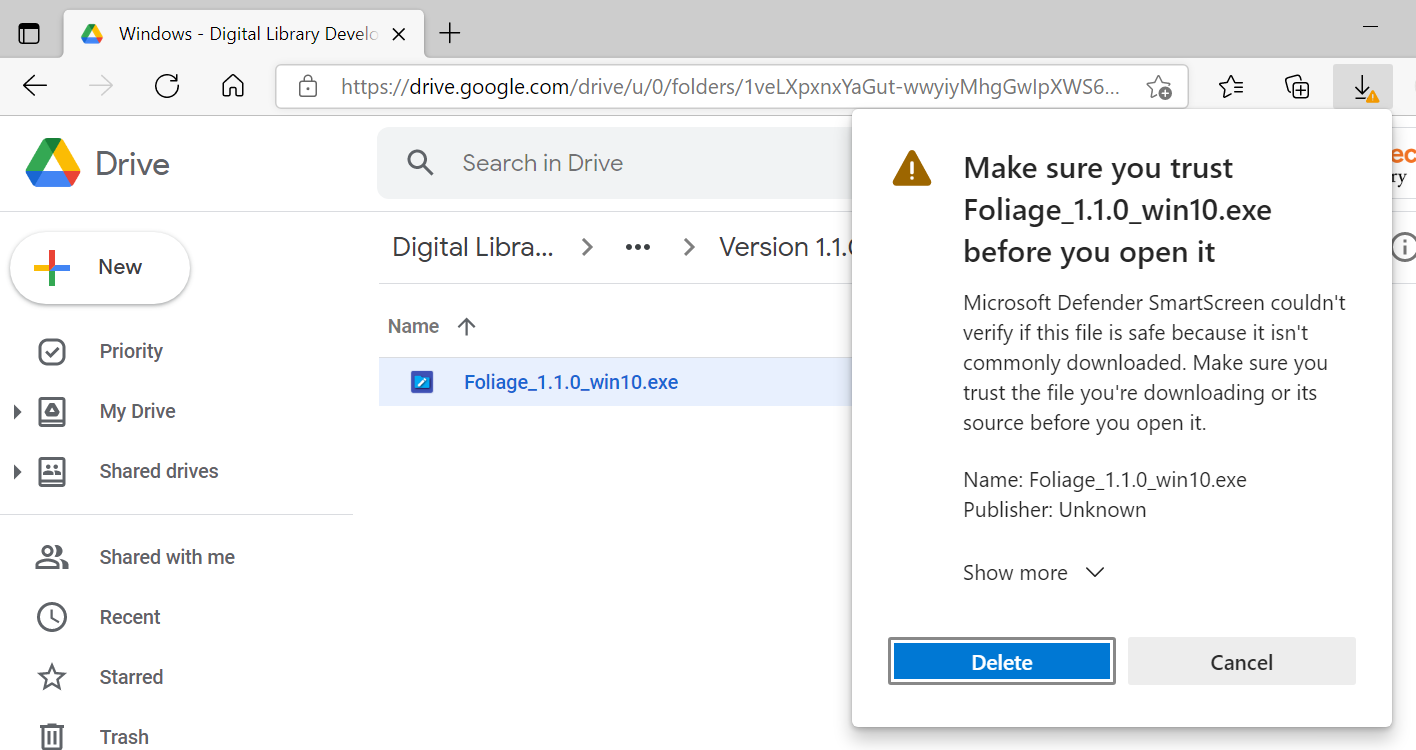 Windows - Digital Library Develo
https://drive.google.com/drive/u/0/folders/1veLXpxnxYaGut-wwyiyMhgGwIpXWS6...
Drive
Search in Drive
New
Priority
My Drive
Shared drives
Shared with me
Recent
Starred
Trash
Digital Libra...
Version 1.1.0
Name
Foliage_1.1.0_win10.exe
Make sure you trust
Foliage_1.1.0_win10.exe
before you open it
Microsoft Defender SmartScreen couldn't
verify if this file is safe because it isn't
commonly downloaded. Make sure you
trust the file you're downloading or its
source before you open it.
Name: Foliage_1.1.0_win10.exe
Publisher: Unknown
Show more
Delete
Cancel
ec
ry